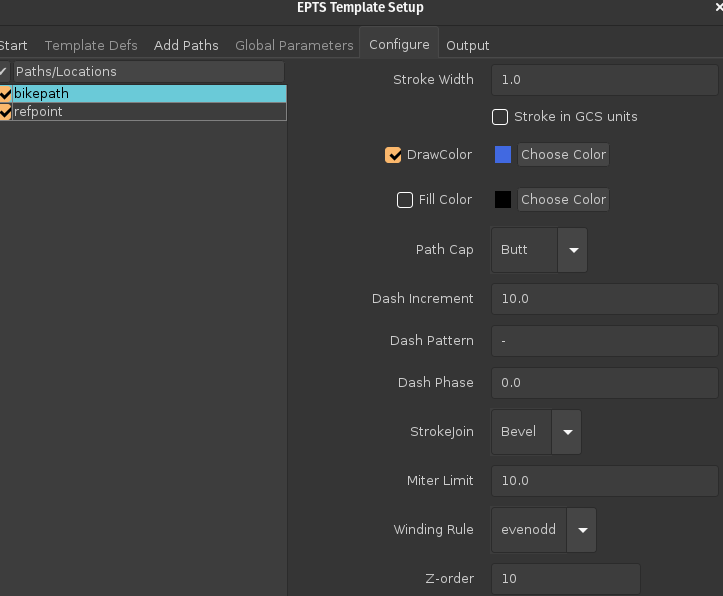 EPTS Template Setup
Start Template Defs Add Paths Global Parameters Configure Output
Paths/Locations
bikepath
refpoint
Stroke Width 1.0
Stroke in GCS units
DrawColor Choose Color
Fill Color Choose Color
Path Cap Butt
Dash Increment 10.0
Dash Pattern -
Dash Phase 0.0
StrokeJoin Bevel
Miter Limit 10.0
Winding Rule evenodd
Z-order 10